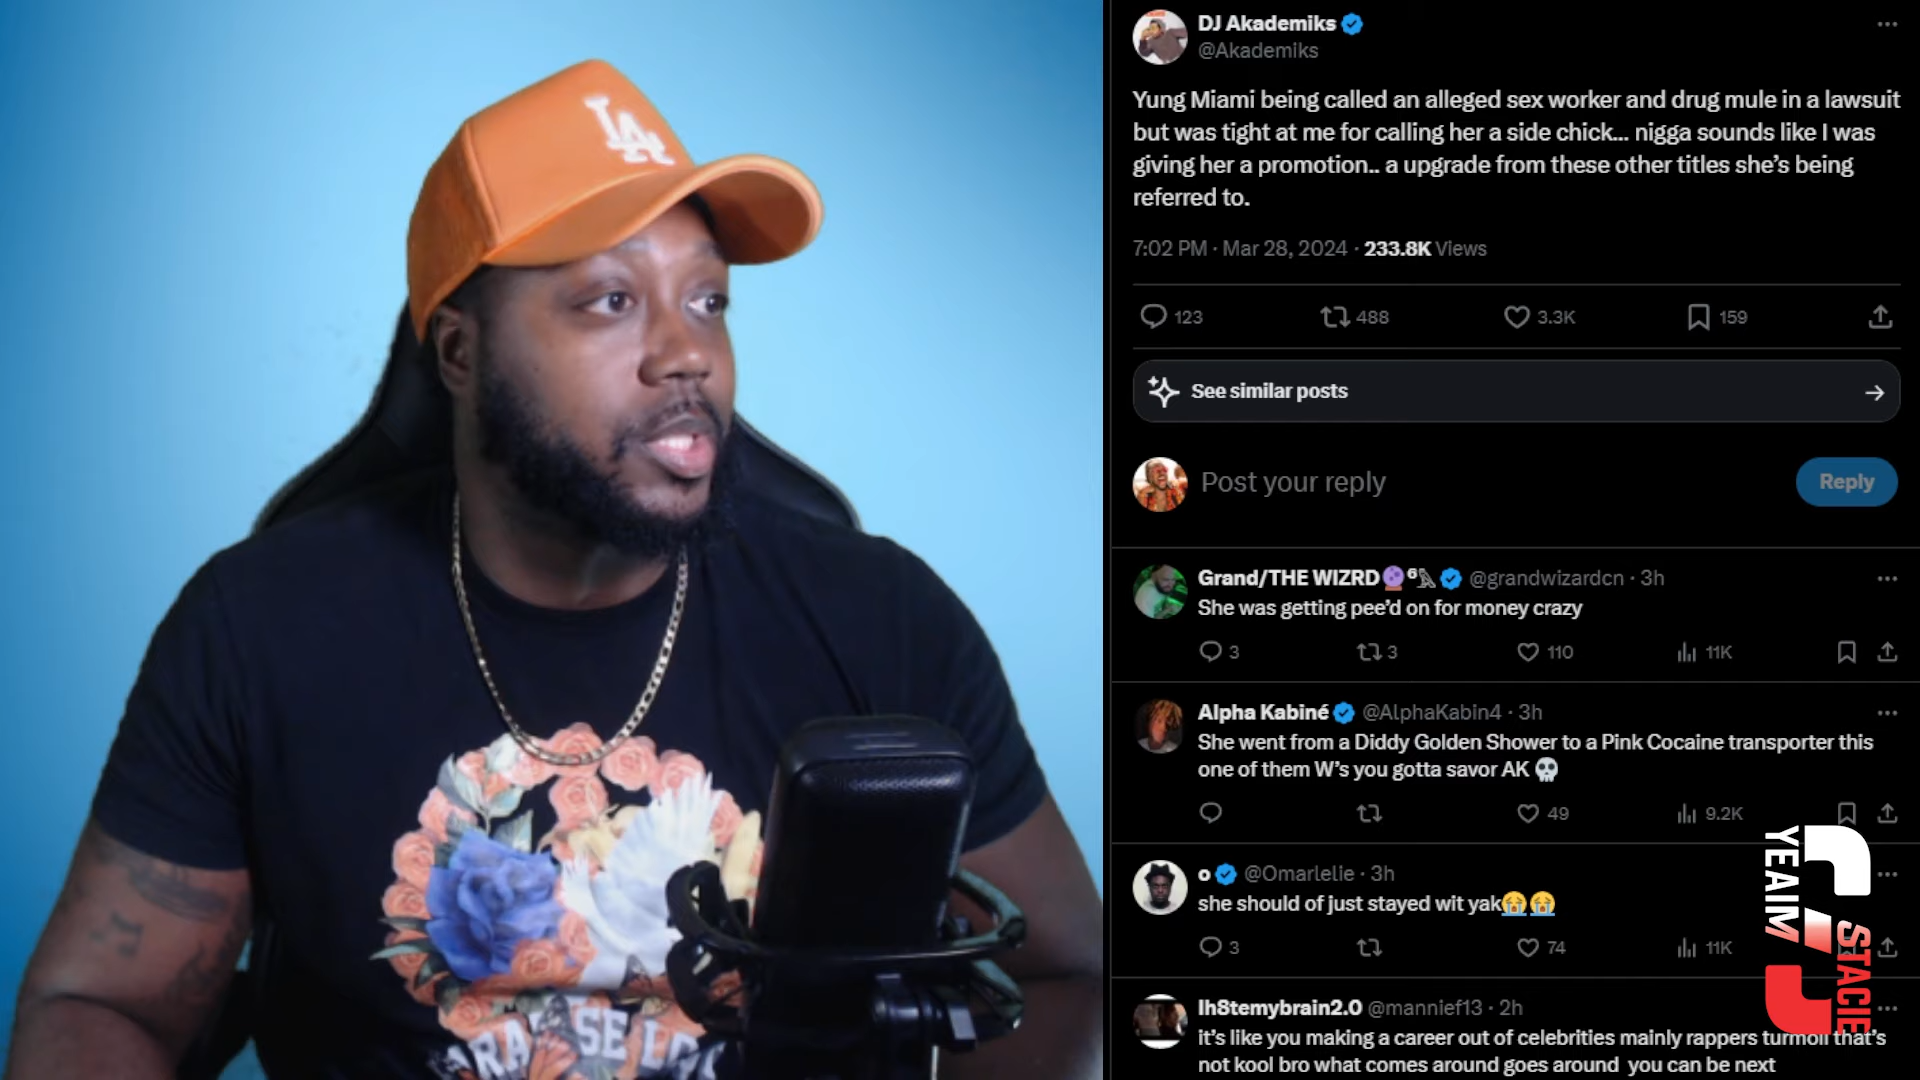 LA
DJ Akademiks
@Akademiks
Yung Miami being called an alleged sex worker and drug mule in a lawsuit
but was tight at me for calling her a side chick... nigga sounds like I was
giving her a promotion.. a upgrade from these other titles she's being
referred to.
7:02 PM · Mar 28, 2024 · 233.8K Views
123 488 3.3K 159
See similar posts
Post your reply
Reply
Grand/THE WIZRD🔮⁶ @grandwizardcn · 3h
She was getting pee'd on for money crazy
3 3 110 11K
Alpha Kabiné @AlphaKabin4 · 3h
She went from a Diddy Golden Shower to a Pink Cocaine transporter this
one of them W's you gotta savor AK 💀
49 9.2K
o @Omarlelie · 3h
she should of just stayed wit yak😭😭
3 74 11K
Ih8temybrain2.0 @mannief13 · 2h
it's like you making a career out of celebrities mainly rappers turmoil that's
not kool bro what comes around goes around you can be next
YEAIM
STACIE